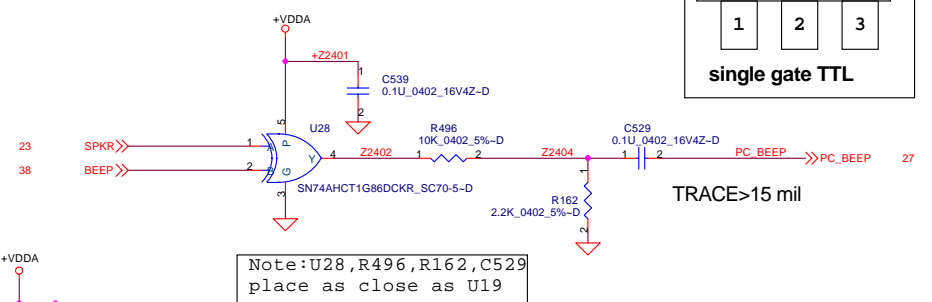 +VDDA
1 2 3
single gate TTL
+Z2401
1
C539
0.1U_0402_16V4Z~D
2
5
U28
23 SPKR 1 A P
38 BEEP 2 B G
Y 4 Z2402
R496
10K_0402_5%~D
1 2
Z2404
C529
0.1U_0402_16V4Z~D
1 2
PC_BEEP
PC_BEEP 27
3
SN74AHCT1G86DCKR_SC70-5~D
1
R162
2.2K_0402_5%~D
2
TRACE>15 mil
+VDDA
Note:U28,R496,R162,C529
place as close as U19